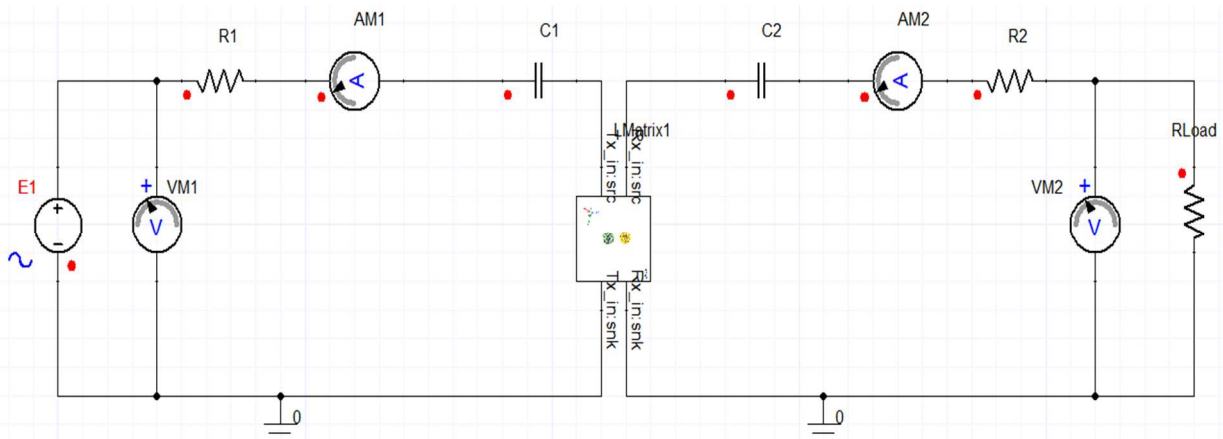 AM1
AM2
R1
C1
C2
R2
A
A
LMatrix1
RLoad
Tx_in:src
Rx_in:src
E1
+
−
+
VM1
V
VM2
+
V
Tx_in:snk
Rx_in:snk
0
0